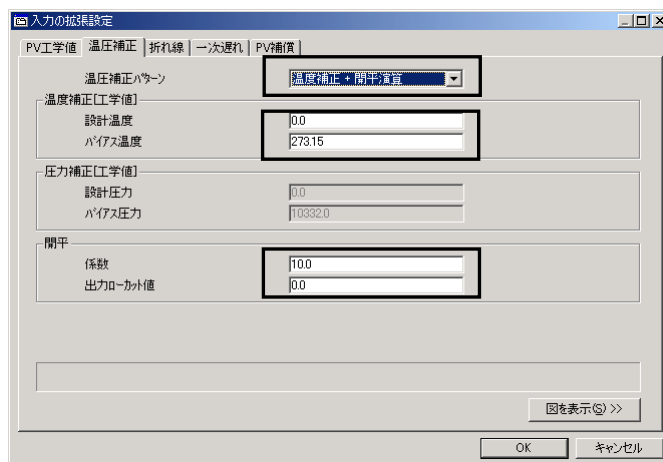 入力の拡張設定
PV工学値 温圧補正 折れ線 一次遅れ PV補償
温圧補正パターン 温度補正 + 開平演算
温度補正[工学値]
設計温度 0.0
バイアス温度 273.15
圧力補正[工学値]
設計圧力 0.0
バイアス圧力 10332.0
開平
係数 10.0
出力ローカット値 0.0
図を表示(S) >>
OK キャンセル